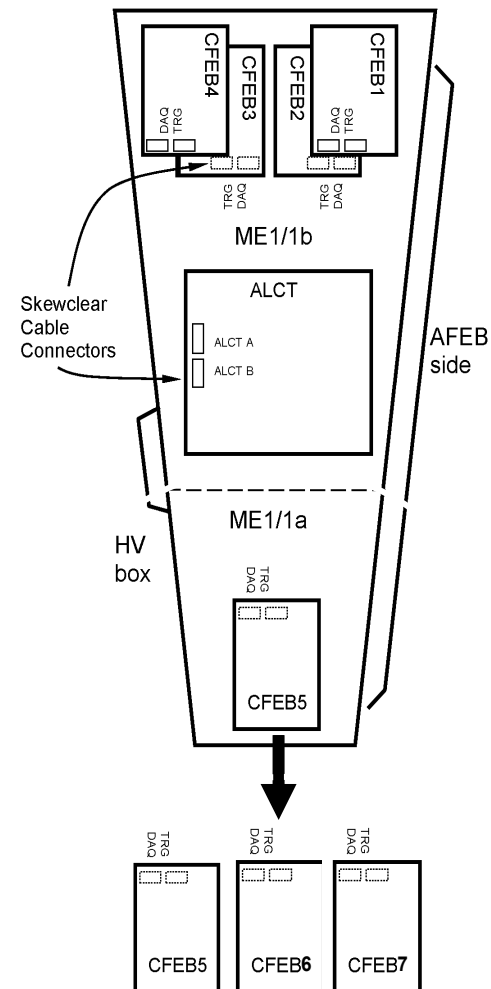 CFEB4
CFEB3
CFEB2
CFEB1
DAQ
TRG
DAQ
TRG
TRG
DAQ
TRG
DAQ
ME1/1b
ALCT
ALCT A
ALCT B
Skewclear
Cable
Connectors
AFEB
side
ME1/1a
HV
box
DAQ
TRG
CFEB5
DAQ
TRG
DAQ
TRG
DAQ
TRG
CFEB5
CFEB6
CFEB7